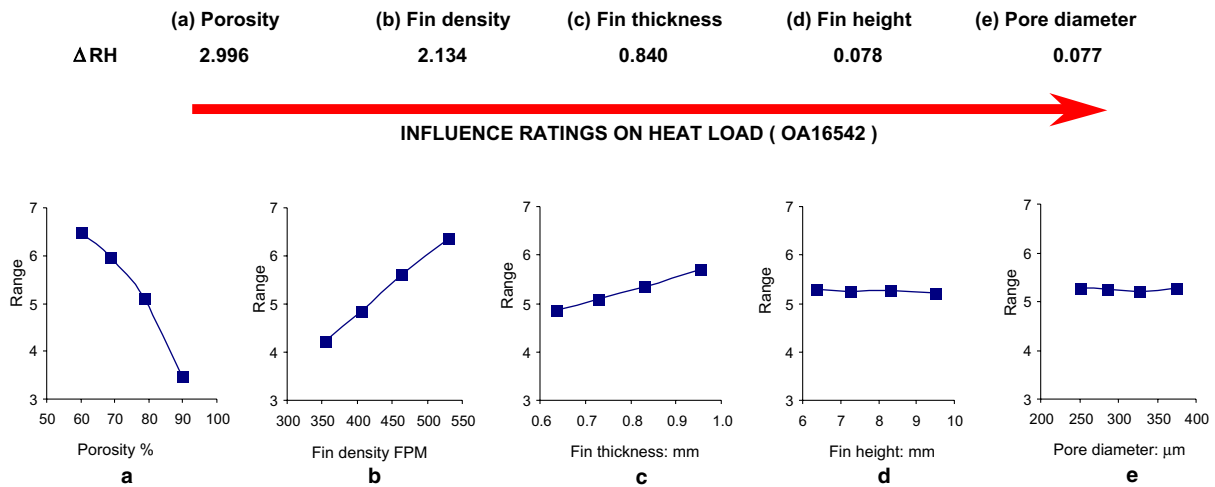 (a) Porosity (b) Fin density (c) Fin thickness (d) Fin height (e) Pore diameter
ΔRH 2.996 2.134 0.840 0.078 0.077
INFLUENCE RATINGS ON HEAT LOAD ( OA16542 )
7
6
5
4
3
Range
50 60 70 80 90 100
Porosity %
a
7
6
5
4
3
Range
300 350 400 450 500 550
Fin density FPM
b
7
6
5
4
3
Range
0.6 0.7 0.8 0.9 1.0
Fin thickness: mm
c
7
6
5
4
3
Range
6 7 8 9 10
Fin height: mm
d
7
6
5
4
3
Range
200 250 300 350 400
Pore diameter: μm
e